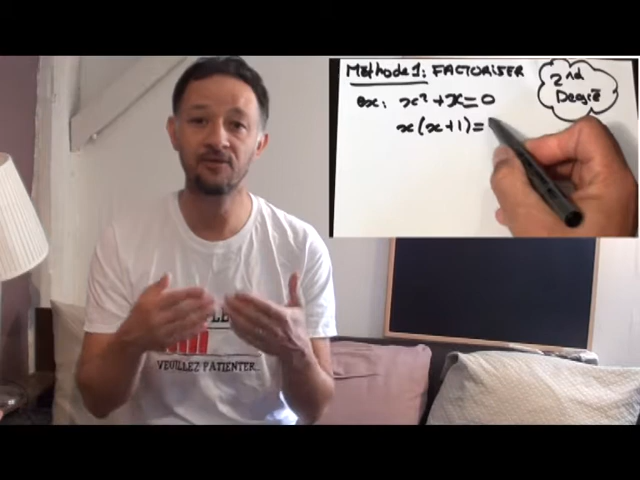 Méthode 1: FACTORISER
2nd
Degré
ex: x² + x = 0
x(x+1)=
VEUILLEZ PATIENTER..